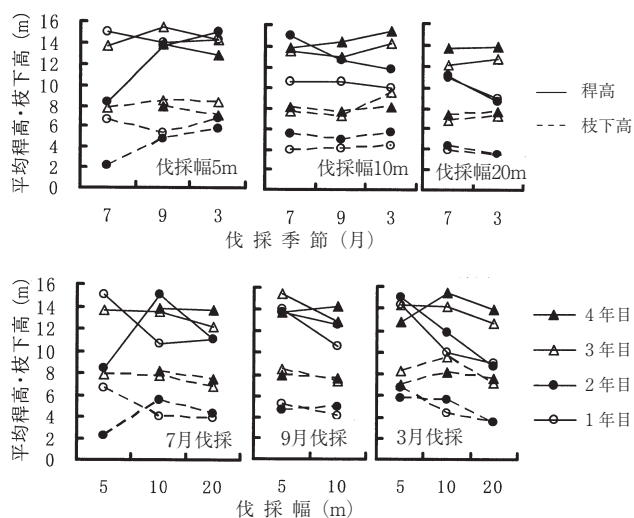 平均稈高・枝下高 (m)
16
14
12
10
8
6
4
2
0
伐採幅5m
伐採幅10m
伐採幅20m
7 9 3 7 9 3 7 3
伐採季節(月)
稈高
枝下高
平均稈高・枝下高 (m)
16
14
12
10
8
6
4
2
0
7月伐採
9月伐採
3月伐採
5 10 20 5 10 5 10 20
伐採幅 (m)
4年目
3年目
2年目
1年目